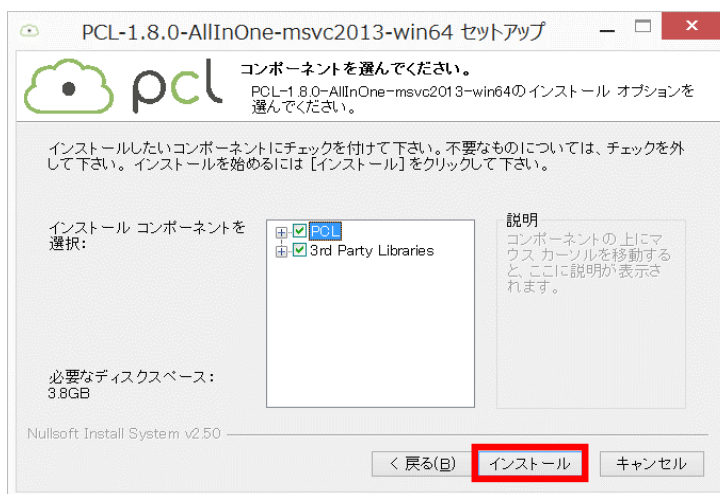 PCL-1.8.0-AllInOne-msvc2013-win64 セットアップ
pcl
コンポーネントを選んでください。
PCL-1.8.0-AllInOne-msvc2013-win64のインストール オプションを
選んでください。
インストールしたいコンポーネントにチェックを付けて下さい。不要なものについては、チェックを外
して下さい。 インストールを始めるには [インストール] をクリックして下さい。
インストール コンポーネントを
選択:
PCL
3rd Party Libraries
説明
コンポーネントの上にマ
ウス カーソルを移動する
と、ここに説明が表示さ
れます。
必要なディスクスペース:
3.8GB
Nullsoft Install System v2.50
< 戻る(B)
インストール
キャンセル